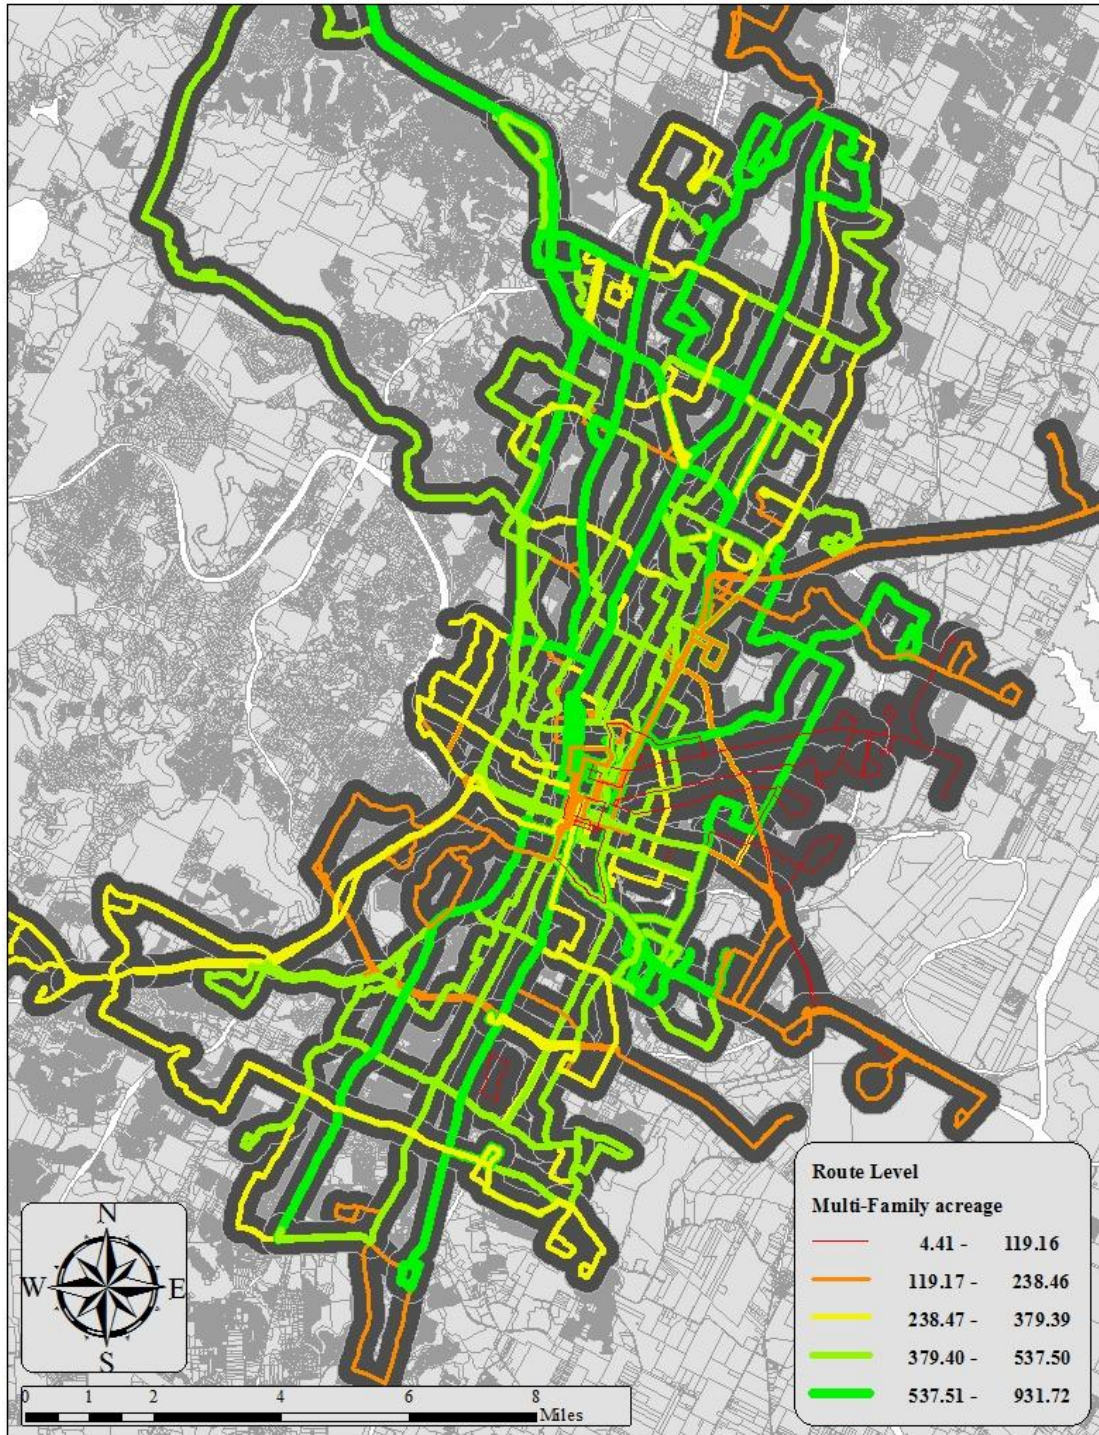 Route Level
Multi-Family acreage
4.41 - 119.16
119.17 - 238.46
238.47 - 379.39
379.40 - 537.50
537.51 - 931.72
N
W E
S
0 1 2 4 6 8
Miles